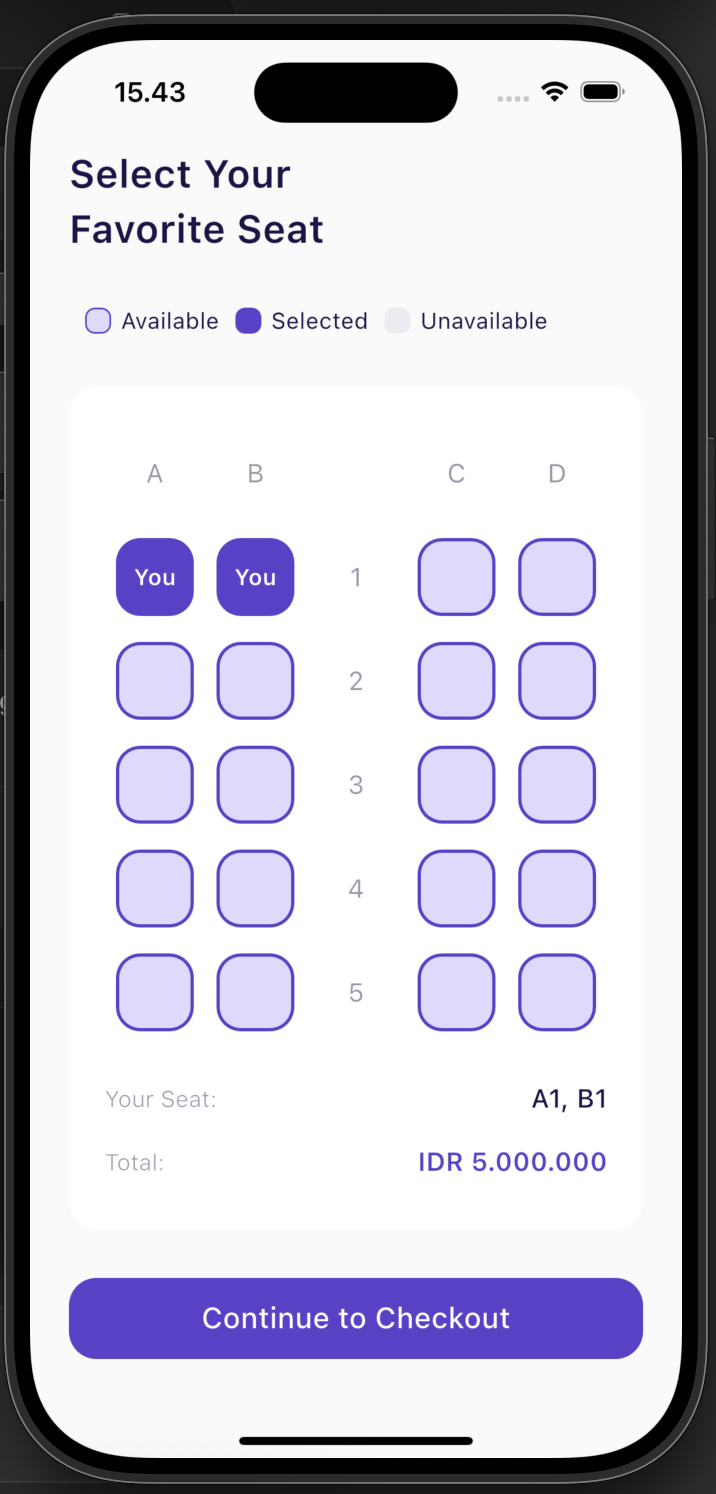 15.43
Select Your
Favorite Seat
Available Selected Unavailable
A B C D
You You 1
2
3
4
5
Your Seat: A1, B1
Total: IDR 5.000.000
Continue to Checkout